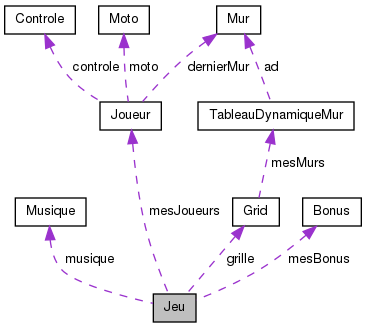 Controle
Moto
Mur
controle
moto
dernierMur
ad
Joueur
TableauDynamiqueMur
mesMurs
Musique
mesJoueurs
Grid
Bonus
musique
grille
mesBonus
Jeu